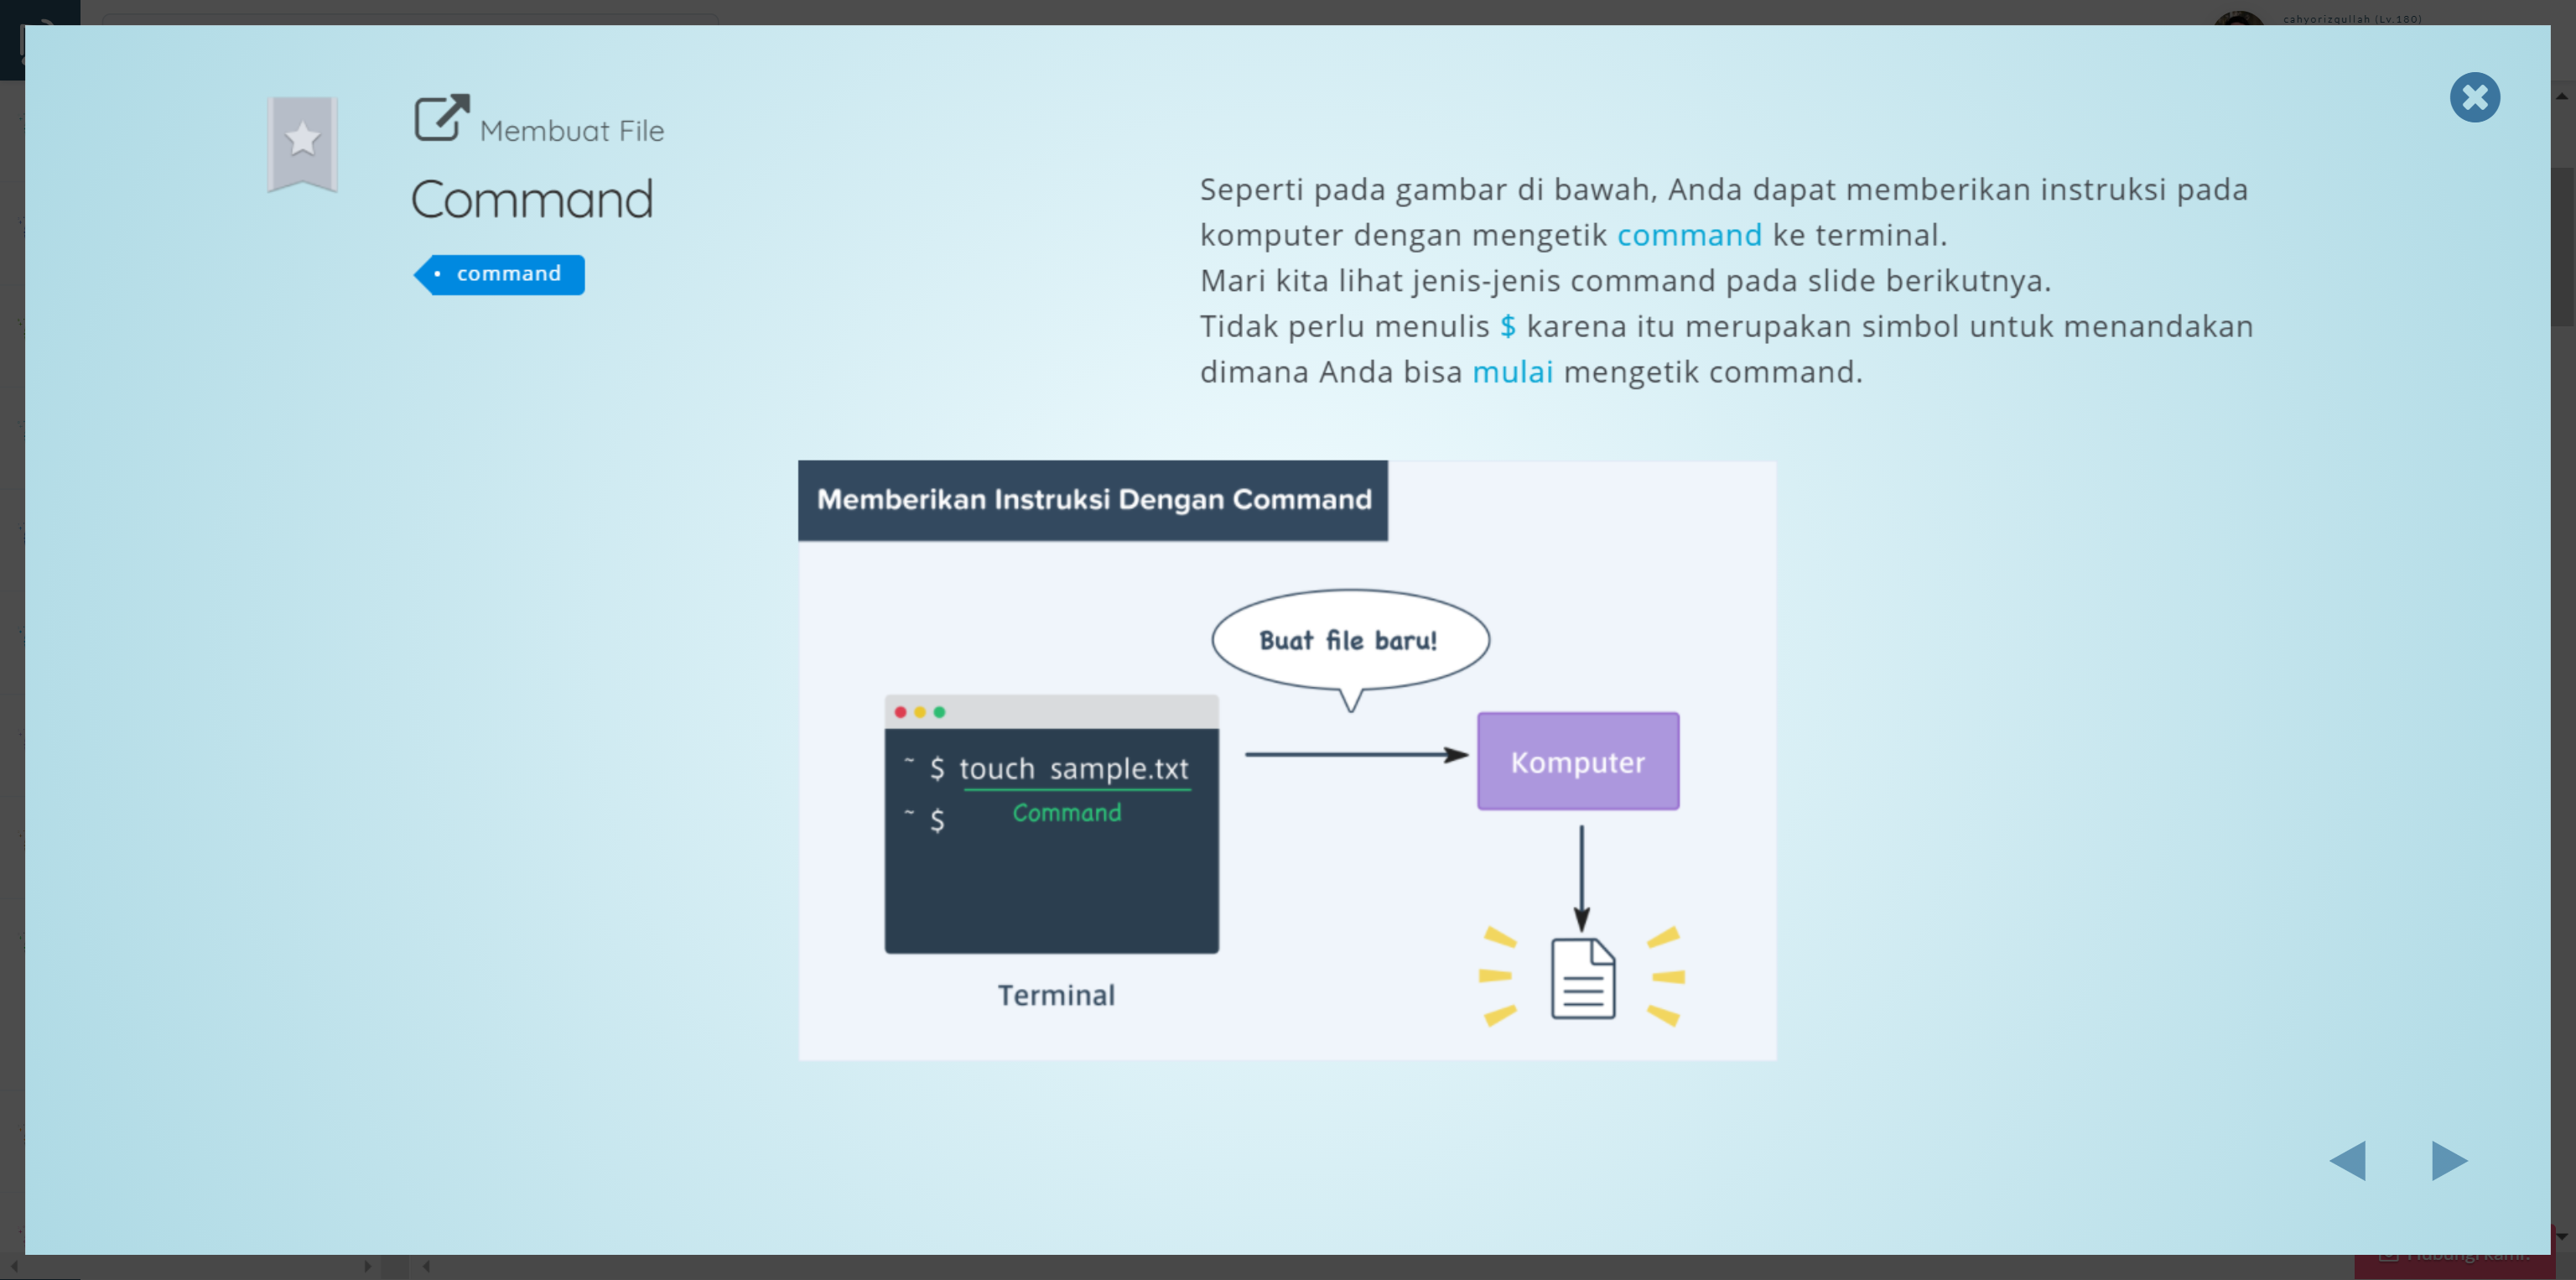 cahyorizqullah (Lv.180)
Membuat File
Command
command
Seperti pada gambar di bawah, Anda dapat memberikan instruksi pada
komputer dengan mengetik command ke terminal.
Mari kita lihat jenis-jenis command pada slide berikutnya.
Tidak perlu menulis $ karena itu merupakan simbol untuk menandakan
dimana Anda bisa mulai mengetik command.
Memberikan Instruksi Dengan Command
Buat file baru!
~ $ touch sample.txt
Command
~ $
Komputer
Terminal
Hubungi kami.